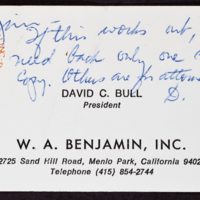 If this works out,
need back only one
Copy. Others are for
D.
DAVID C. BULL
President
W. A. BENJAMIN, INC.
2725 Sand Hill Road, Menlo Park, California 9402
Telephone (415) 854-2744